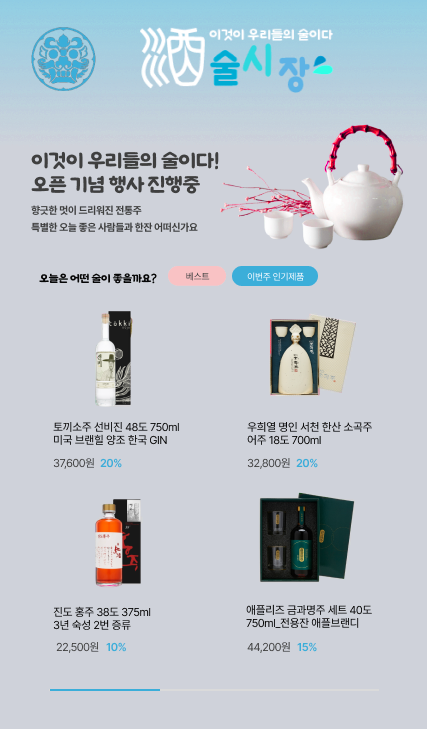 이것이 우리들의 술이다
酒 술시장
이것이 우리들의 술이다!
오픈 기념 행사 진행중
향긋한 멋이 드리워진 전통주
특별한 오늘 좋은 사람들과 한잔 어떠신가요
오늘은 어떤 술이 좋을까요?
베스트
이번주 인기제품
토끼소주 선비진 48도 750ml
미국 브랜힐 양조 한국 GIN
37,600원 20%
우희열 명인 서천 한산 소곡주
어주 18도 700ml
32,800원 20%
진도 홍주 38도 375ml
3년 숙성 2번 증류
22,500원 10%
애플리즈 금과명주 세트 40도
750ml_전용잔 애플브랜디
44,200원 15%